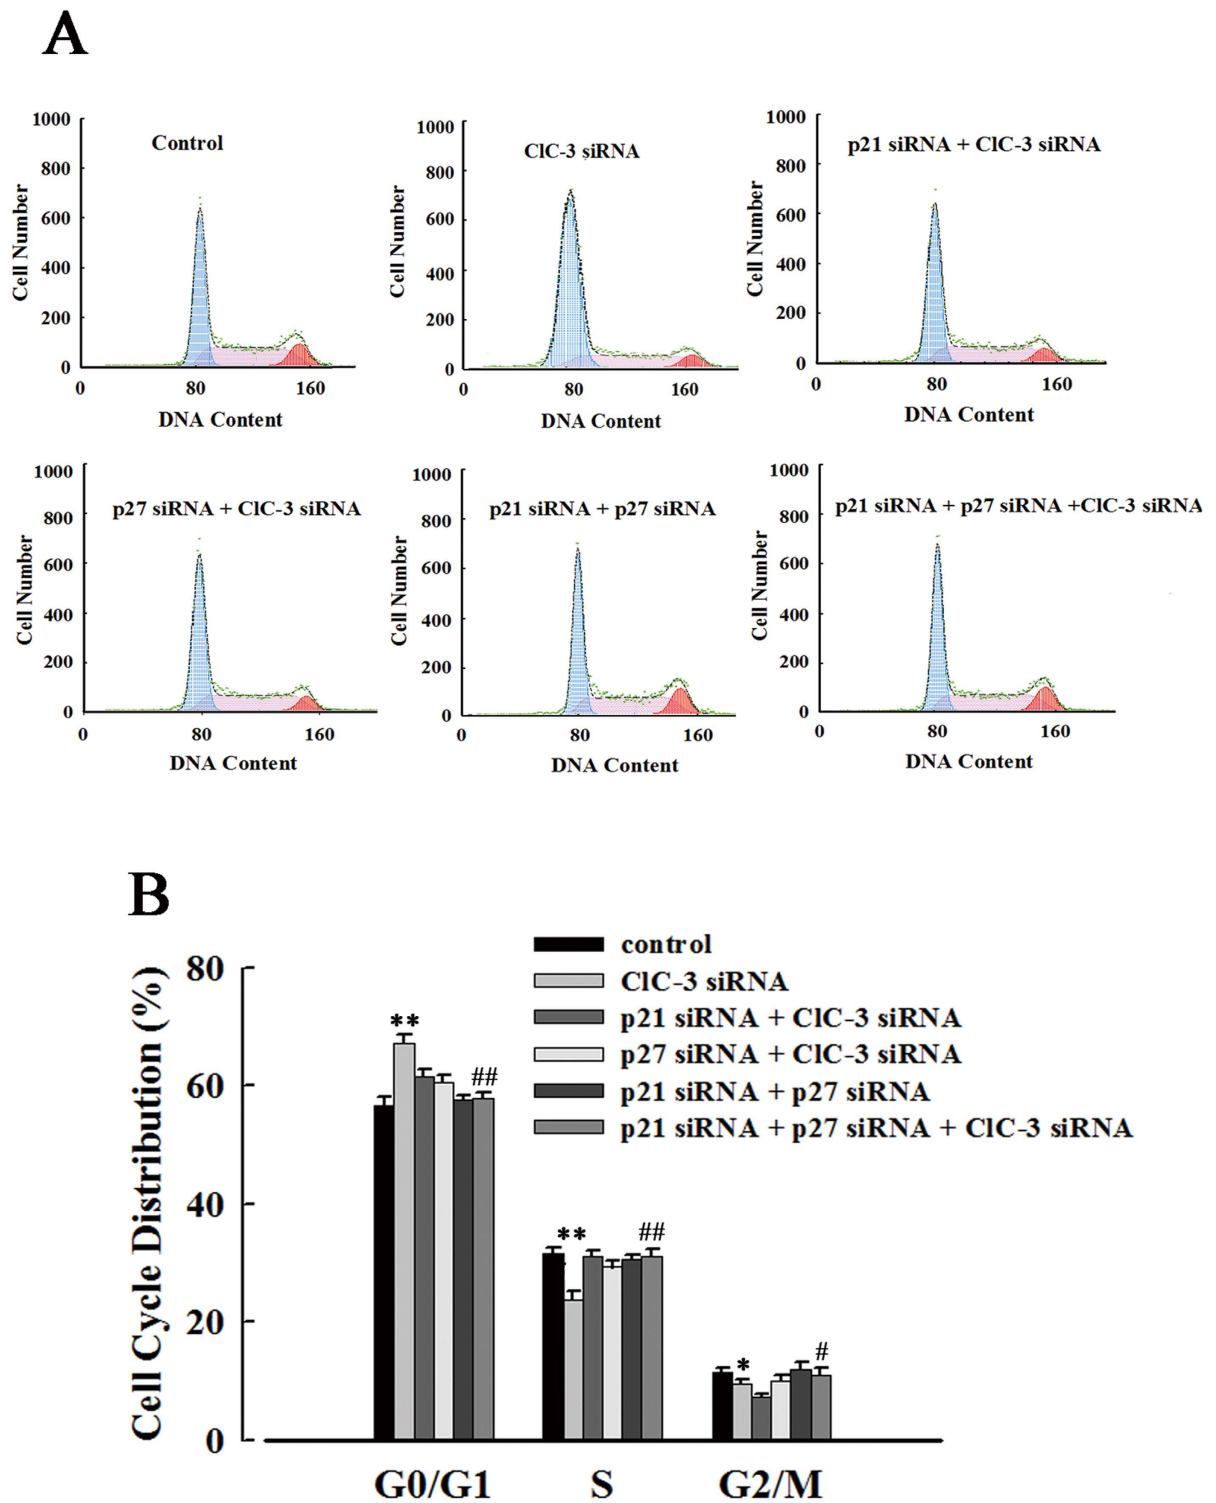 A
Control
1000
800
600
400
200
0
Cell Number
0 80 160
DNA Content
ClC-3 siRNA
1000
800
600
400
200
0
Cell Number
0 80 160
DNA Content
p21 siRNA + ClC-3 siRNA
1000
800
600
400
200
0
Cell Number
0 80 160
DNA Content
p27 siRNA + ClC-3 siRNA
1000
800
600
400
200
0
Cell Number
0 80 160
DNA Content
p21 siRNA + p27 siRNA
1000
800
600
400
200
0
Cell Number
0 80 160
DNA Content
p21 siRNA + p27 siRNA +ClC-3 siRNA
1000
800
600
400
200
0
Cell Number
0 80 160
DNA Content
B
control
ClC-3 siRNA
p21 siRNA + ClC-3 siRNA
p27 siRNA + ClC-3 siRNA
p21 siRNA + p27 siRNA
p21 siRNA + p27 siRNA + ClC-3 siRNA
Cell Cycle Distribution (%)
80
60
40
20
0
** ##
** ##
* #
G0/G1 S G2/M